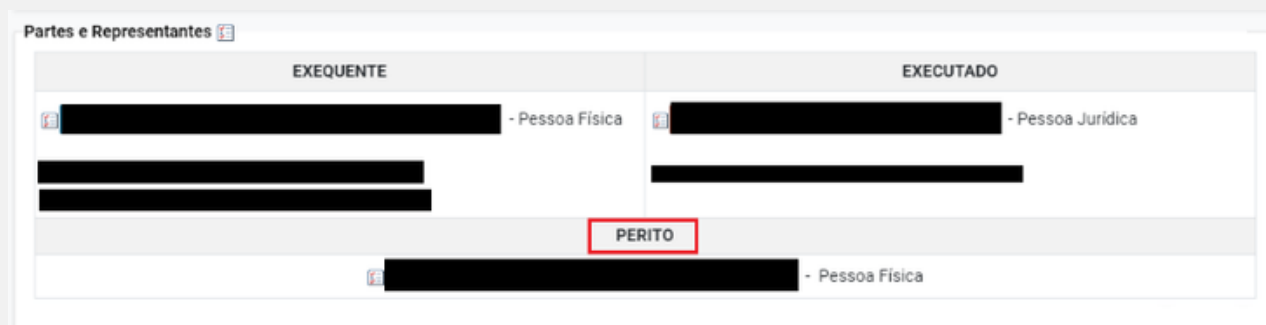 Partes e Representantes
EXEQUENTE
EXECUTADO
- Pessoa Física
- Pessoa Jurídica
PERITO
- Pessoa Física